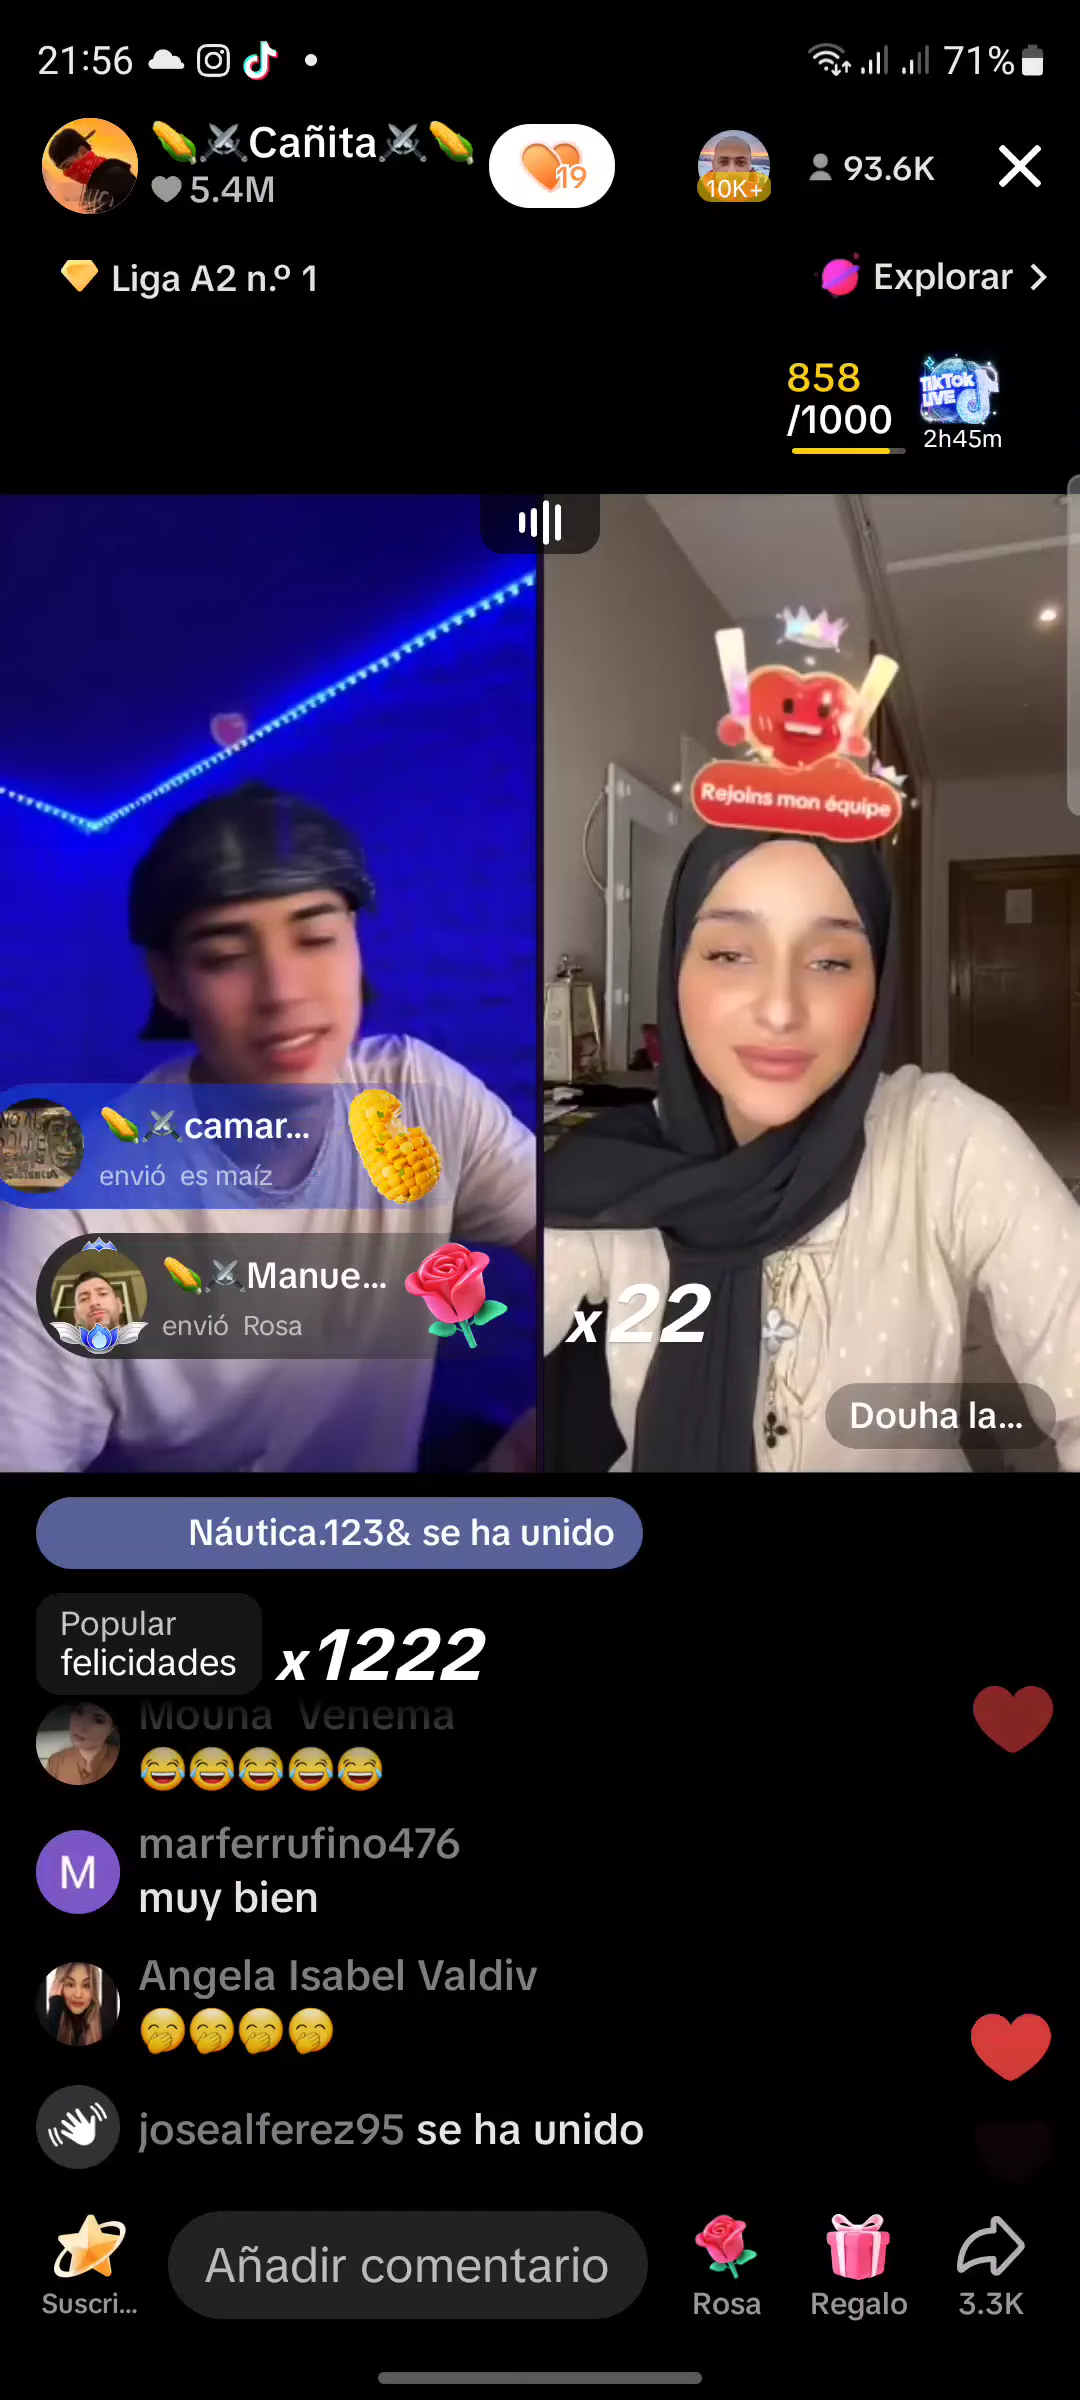 21:56
71%
🌽⚔️Cañita⚔️🌽
5.4M
19
10K+
93.6K
Liga A2 n.º 1
Explorar
858
/1000
TikTok
LIVE
2h45m
Rejoins mon équipe
🌽⚔️camar...
envió es maíz
🌽⚔️Manue...
envió Rosa
x22
Douha la...
Náutica.123& se ha unido
Popular
felicidades
x1222
Mouna Venema
😂😂😂😂😂
M
marferrufino476
muy bien
Angela Isabel Valdiv
🤭🤭🤭🤭
josealferez95 se ha unido
Suscri...
Añadir comentario
Rosa
Regalo
3.3K